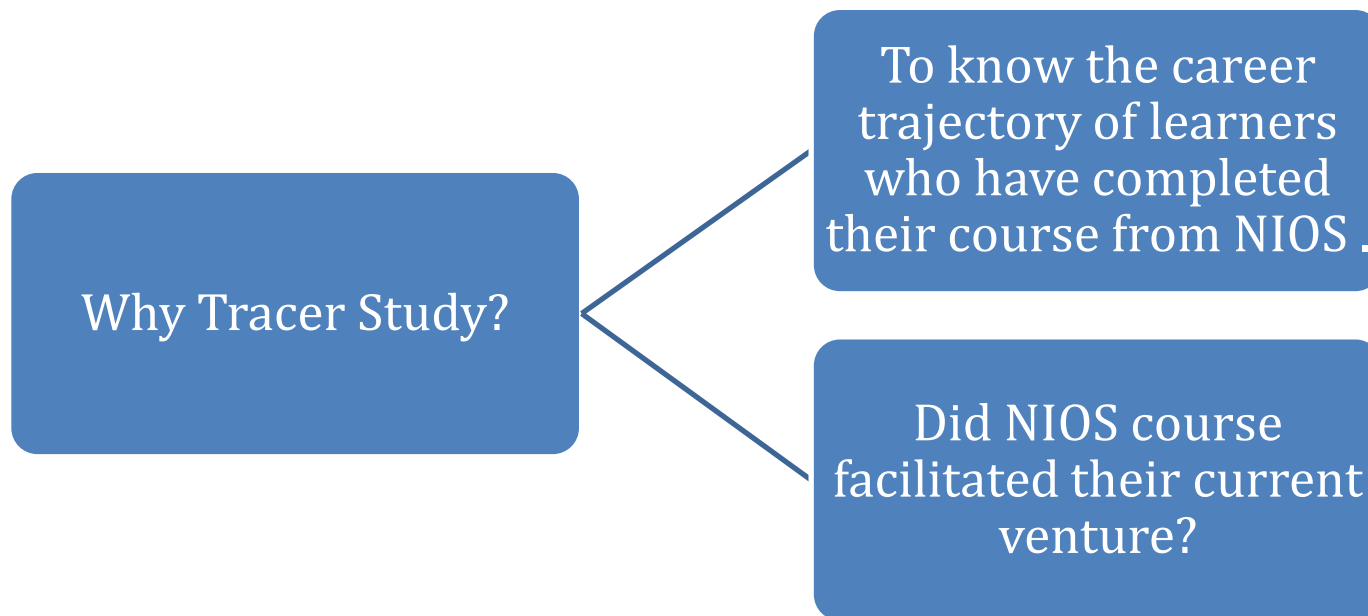 Why Tracer Study?
To know the career
trajectory of learners
who have completed
their course from NIOS .
Did NIOS course
facilitated their current
venture?